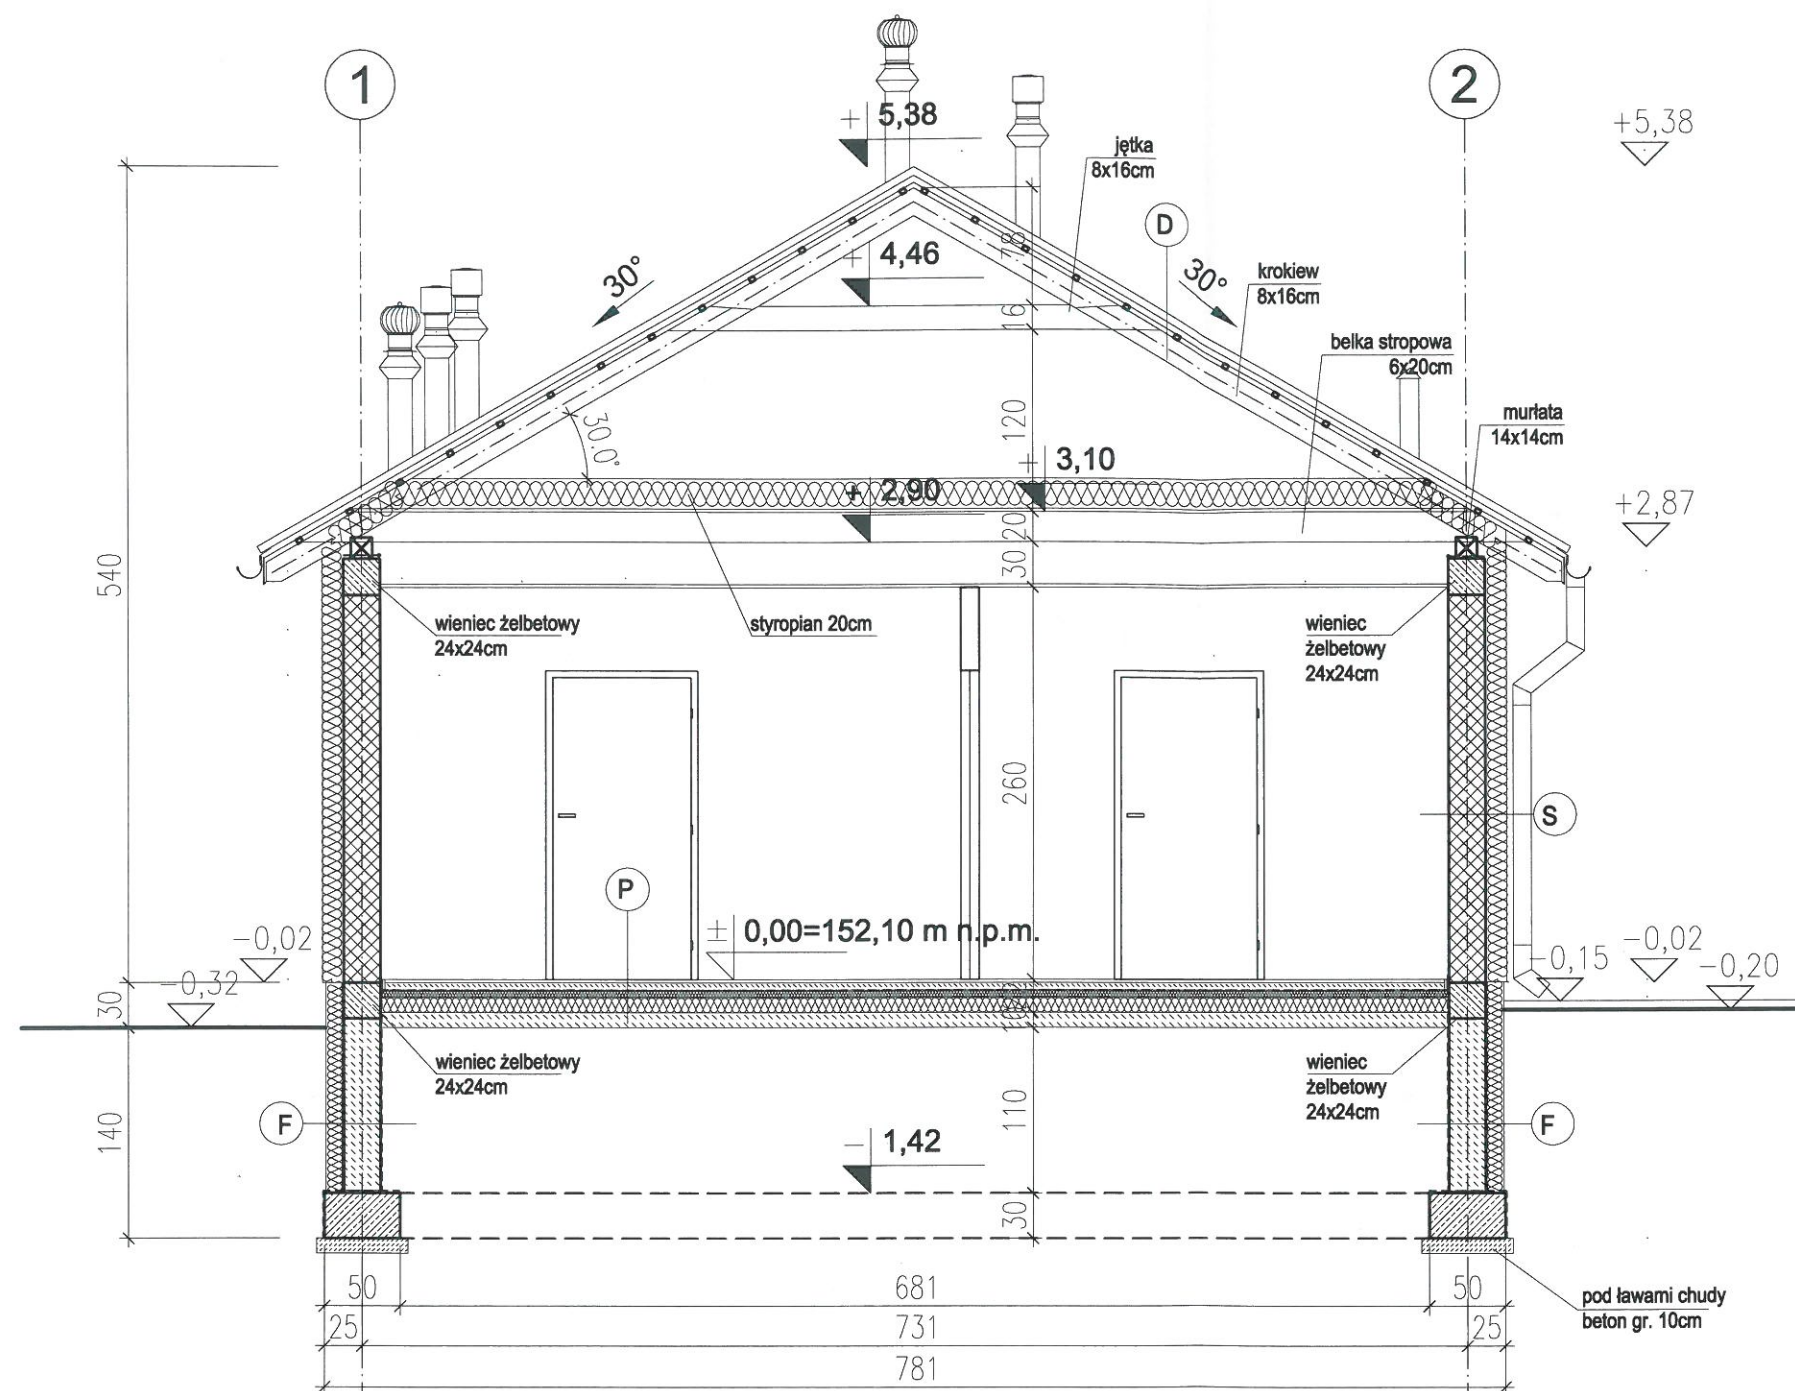 1
2
+ 5,38
+5,38
jętka
8x16cm
D
78
+ 4,46
30°
30°
krokiew
8x16cm
16
belka stropowa
6x20cm
120
murłata
14x14cm
30.0°
+ 3,10
+ 2,90
+2,87
20
30
540
wieniec żelbetowy
24x24cm
styropian 20cm
wieniec
żelbetowy
24x24cm
260
S
P
± 0,00=152,10 m n.p.m.
-0,02
-0,32
-0,15
-0,02
-0,20
30
wieniec żelbetowy
24x24cm
wieniec
żelbetowy
24x24cm
110
140
F
F
- 1,42
30
50
681
50
pod ławami chudy
beton gr. 10cm
25
731
25
781